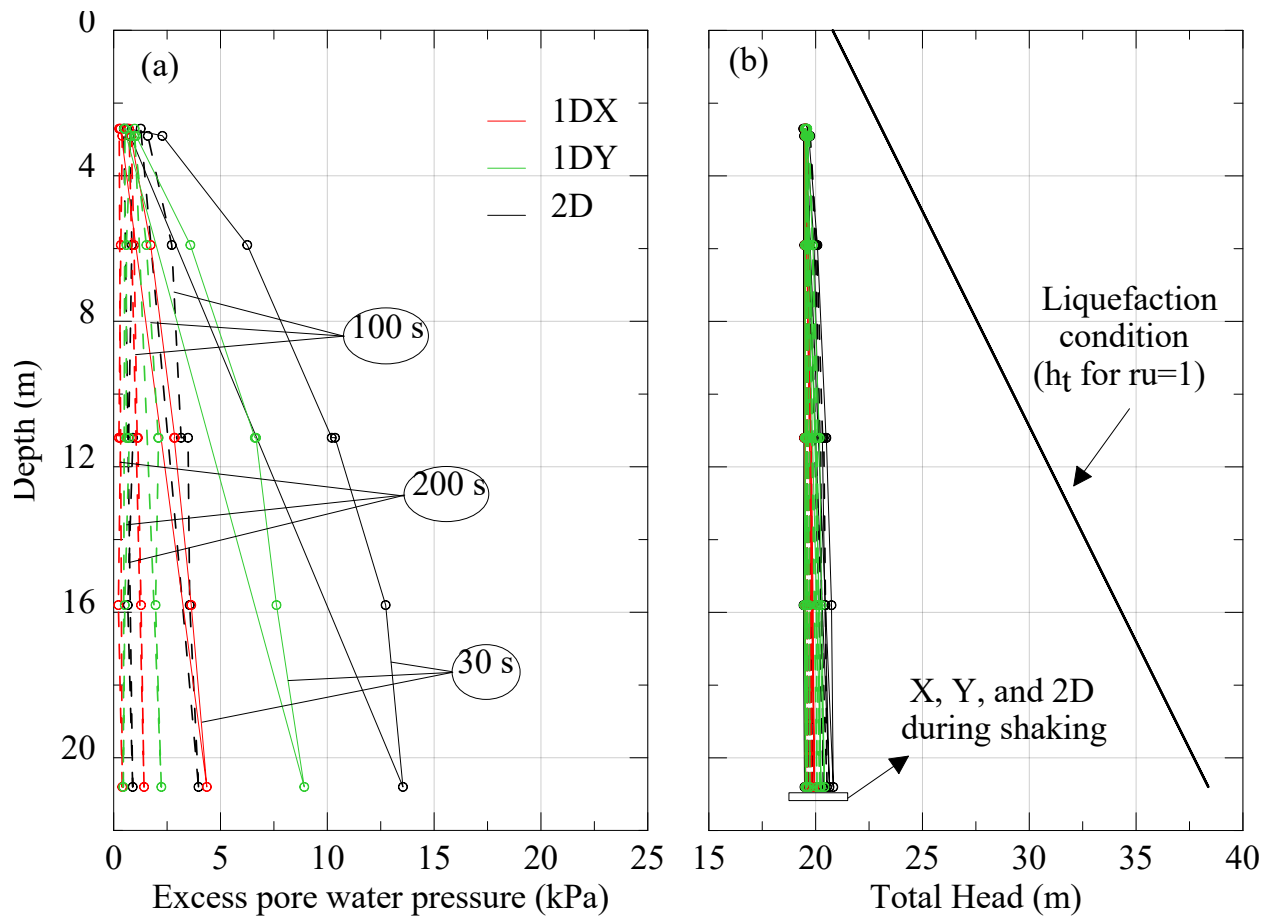 0
4
8
12
16
20
Depth (m)
(a)
1DX
1DY
2D
100 s
200 s
30 s
0 5 10 15 20 25
Excess pore water pressure (kPa)
(b)
Liquefaction
condition
(ht for ru=1)
X, Y, and 2D
during shaking
15 20 25 30 35 40
Total Head (m)